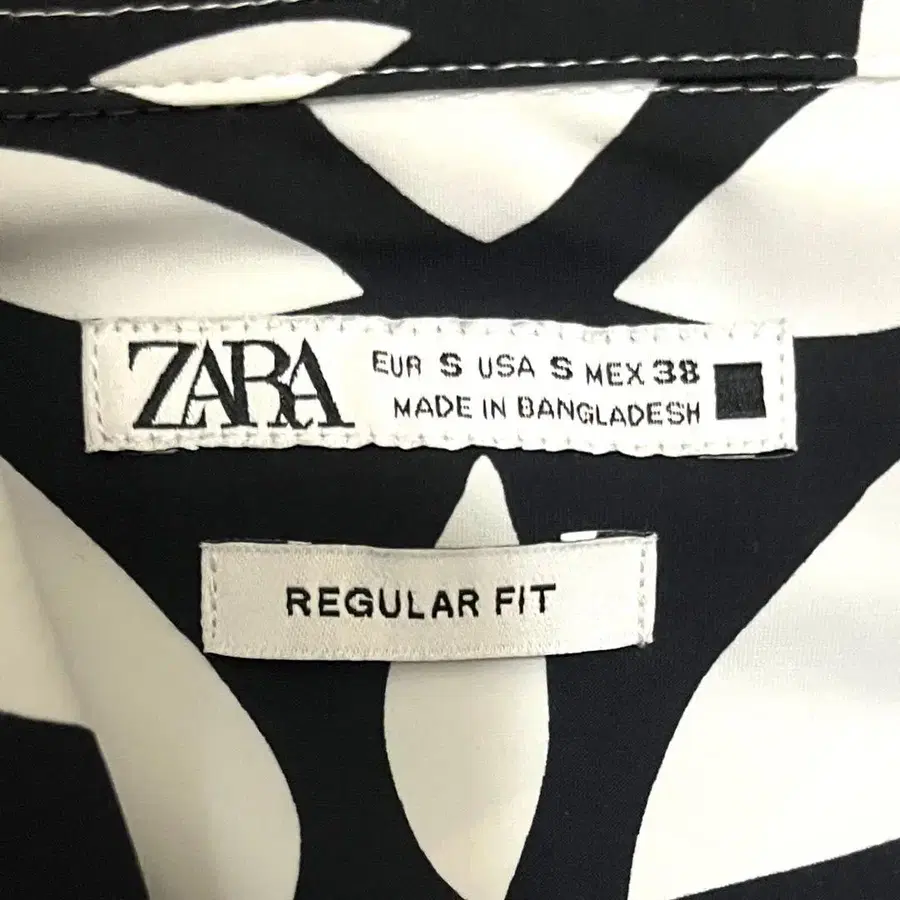 ZARA
EUR S USA S MEX 38
MADE IN BANGLADESH
REGULAR FIT